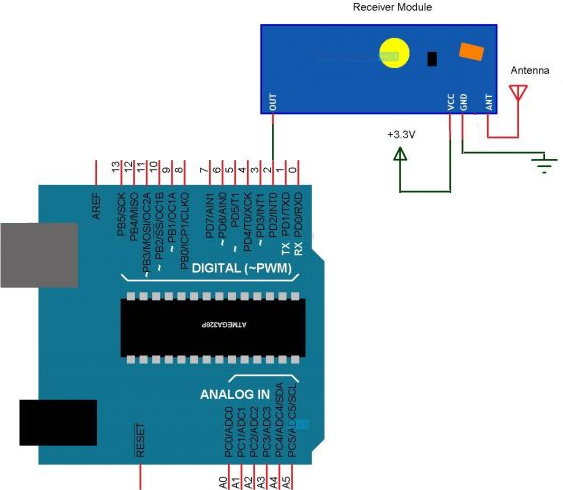 Receiver Module
OUT
VCC
GND
ANT
Antenna
+3.3V
13
12
11
10
9
8
7
6
5
4
3
2
1
0
AREF
PB5/SCK
PB4/MISO
~PB3/MOSI/OC2A
~PB2/SS/OC1B
~PB1/OC1A
PB0/ICP1/CLKO
PD7/AIN1
~PD6/AIN0
~PD5/T1
PD4/T0/XCK
~PD3/INT1
PD2/INT0
PD1/TXD
TX
PD0/RXD
RX
DIGITAL (~PWM)
ATMEGA328P
ANALOG IN
RESET
PC0/ADC0
PC1/ADC1
PC2/ADC2
PC3/ADC3
PC4/ADC4/SDA
PC5/ADC5/SCL
A0
A1
A2
A3
A4
A5